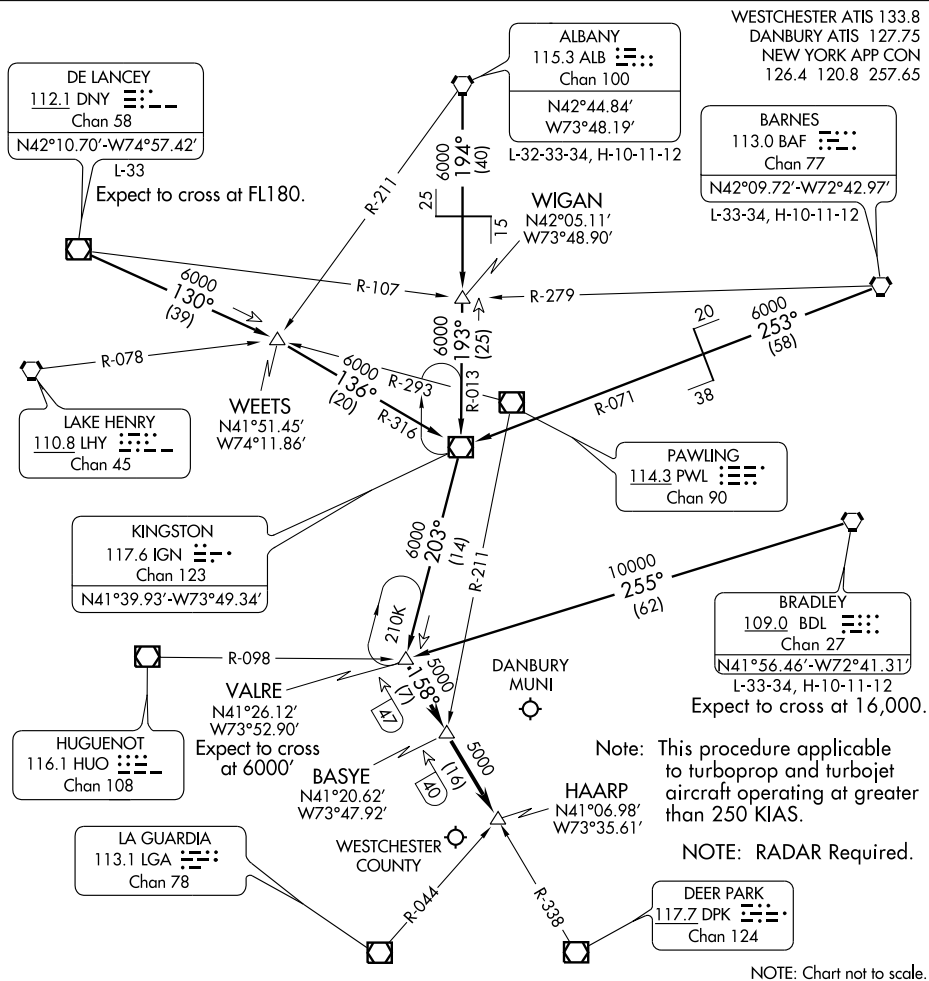 WESTCHESTER ATIS 133.8
DANBURY ATIS 127.75
NEW YORK APP CON
126.4 120.8 257.65
ALBANY
115.3 ALB
Chan 100
N42°44.84'
W73°48.19'
L-32-33-34, H-10-11-12
DE LANCEY
112.1 DNY
Chan 58
N42°10.70'-W74°57.42'
L-33
Expect to cross at FL180.
BARNES
113.0 BAF
Chan 77
N42°09.72'-W72°42.97'
L-33-34, H-10-11-12
R-211
6000
194°
(40)
25
15
WIGAN
N42°05.11'
W73°48.90'
6000
130°
(39)
R-107
R-279
6000
193°
(25)
R-013
20
38
6000
253°
(58)
R-071
R-078
6000
R-293
136°
(20)
R-316
WEETS
N41°51.45'
W74°11.86'
LAKE HENRY
110.8 LHY
Chan 45
PAWLING
114.3 PWL
Chan 90
KINGSTON
117.6 IGN
Chan 123
N41°39.93'-W73°49.34'
6000
203°
(14)
R-211
10000
255°
(62)
BRADLEY
109.0 BDL
Chan 27
N41°56.46'-W72°41.31'
L-33-34, H-10-11-12
Expect to cross at 16,000.
210K
R-098
VALRE
N41°26.12'
W73°52.90'
Expect to cross
at 6000'
5000
158°
(7)
47
DANBURY
MUNI
HUGUENOT
116.1 HUO
Chan 108
BASYE
N41°20.62'
W73°47.92'
5000
(16)
40
HAARP
N41°06.98'
W73°35.61'
Note: This procedure applicable
to turboprop and turbojet
aircraft operating at greater
than 250 KIAS.
NOTE: RADAR Required.
WESTCHESTER
COUNTY
LA GUARDIA
113.1 LGA
Chan 78
R-044
R-338
DEER PARK
117.7 DPK
Chan 124
NOTE: Chart not to scale.